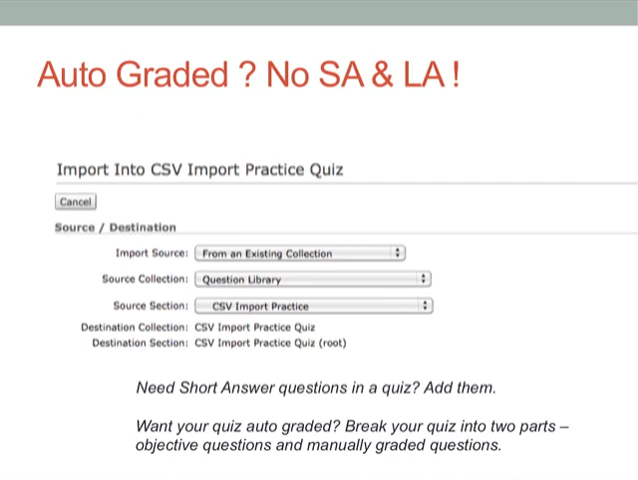 Auto Graded ? No SA & LA !
Import Into CSV Import Practice Quiz
Cancel
Source / Destination
Import Source: From an Existing Collection
Source Collection: Question Library
Source Section: CSV Import Practice
Destination Collection: CSV Import Practice Quiz
Destination Section: CSV Import Practice Quiz (root)
Need Short Answer questions in a quiz? Add them.
Want your quiz auto graded? Break your quiz into two parts –
objective questions and manually graded questions.